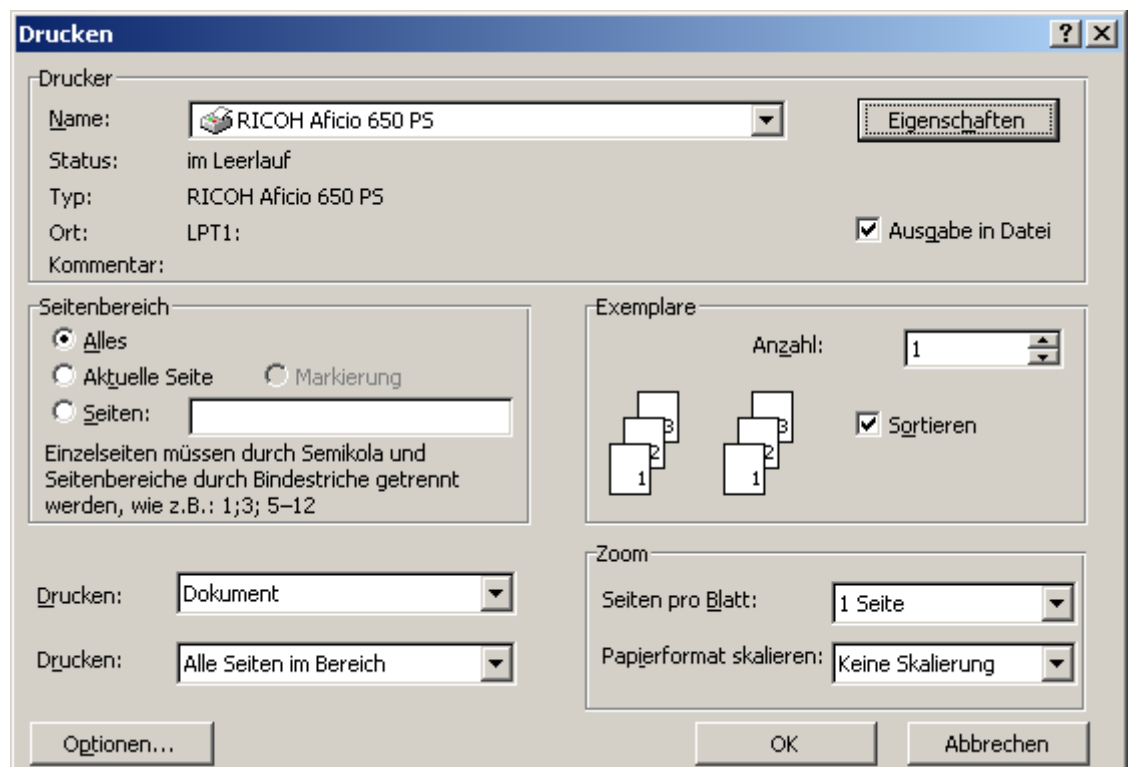 Drucken
Drucker
Name: RICOH Aficio 650 PS Eigenschaften
Status: im Leerlauf
Typ: RICOH Aficio 650 PS
Ort: LPT1: Ausgabe in Datei
Kommentar:
Seitenbereich
Alles
Aktuelle Seite Markierung
Seiten:
Einzelseiten müssen durch Semikola und
Seitenbereiche durch Bindestriche getrennt
werden, wie z.B.: 1;3; 5–12
Exemplare
Anzahl: 1
3 3
2 2
1 1
Sortieren
Drucken: Dokument
Drucken: Alle Seiten im Bereich
Zoom
Seiten pro Blatt: 1 Seite
Papierformat skalieren: Keine Skalierung
Optionen... OK Abbrechen